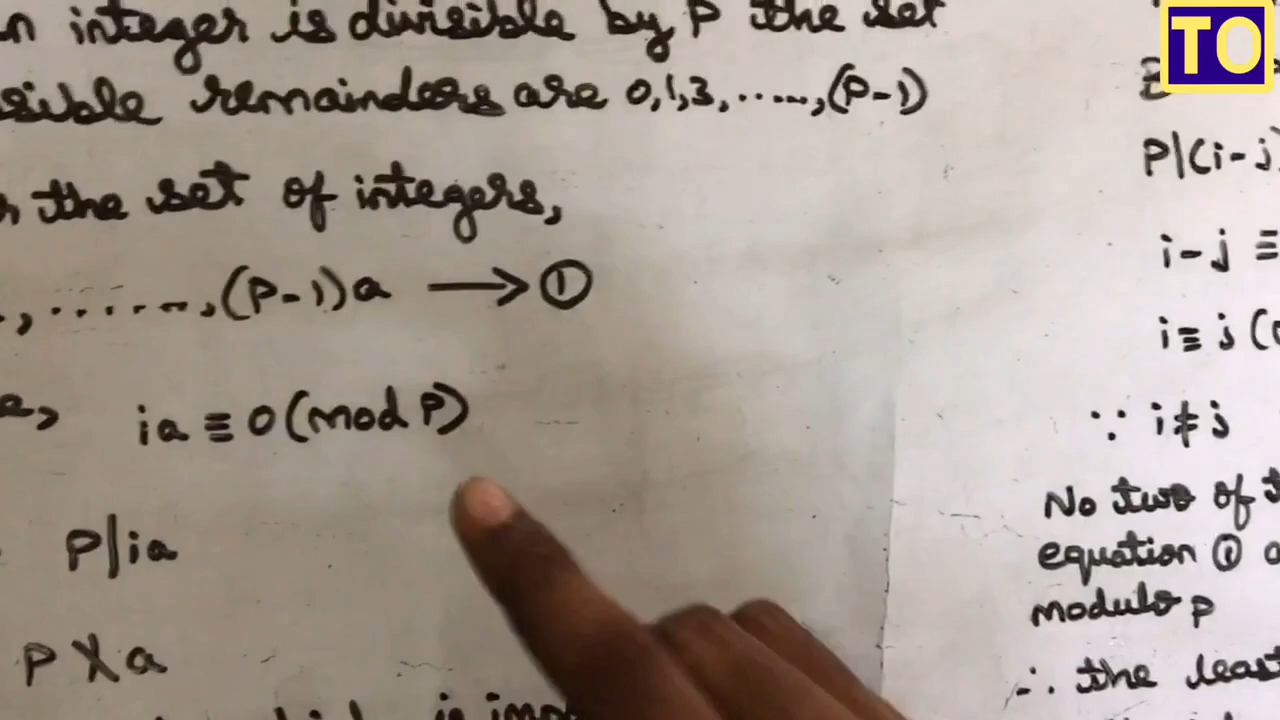 n integer is divisible by P the set
sible remainders are 0,1,3,.....,(P-1)
the set of integers,
,.......,(P-1)a → ①
ia ≡ 0 (mod P)
P|ia
P ∤ a
is
TO
P|(i-j
i-j ≡
i ≡ j (
∵ i ≠ j
No two of
equation ①
modulo p
∴ the least